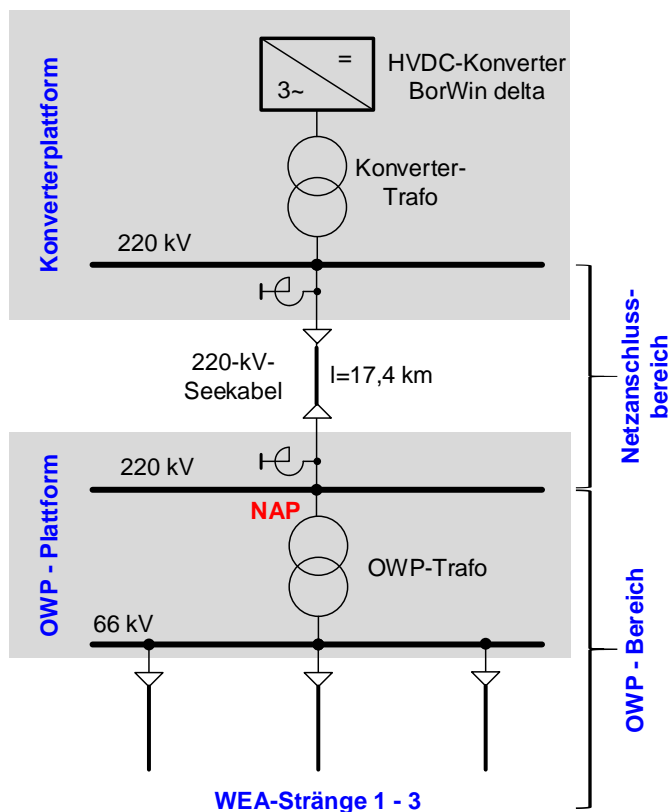 =
3~
HVDC-Konverter
BorWin delta
Konverterplattform
Konverter-
Trafo
220 kV
220-kV-
Seekabel
l=17,4 km
Netzanschluss-
bereich
OWP - Plattform
220 kV
NAP
OWP-Trafo
66 kV
OWP - Bereich
WEA-Stränge 1 - 3